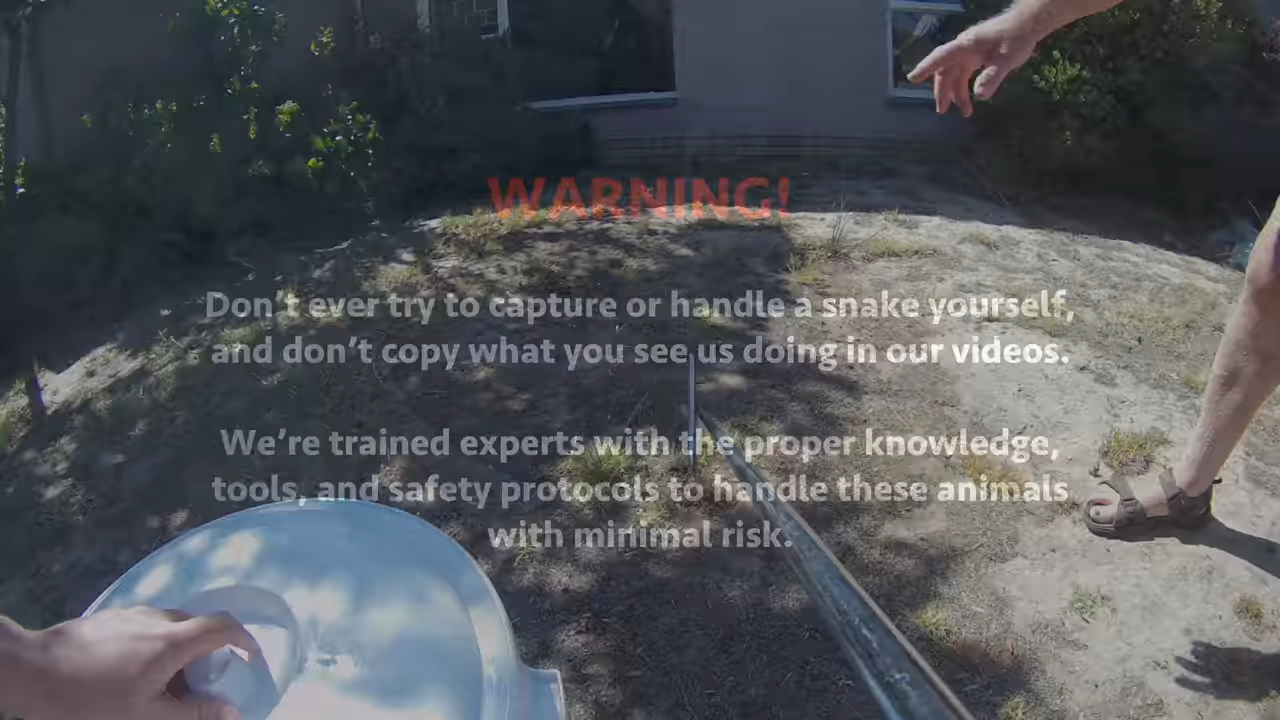 WARNING!
Don't ever try to capture or handle a snake yourself,
and don’t copy what you see us doing in our videos.
We’re trained experts with the proper knowledge,
tools, and safety protocols to handle these animals
with minimal risk.